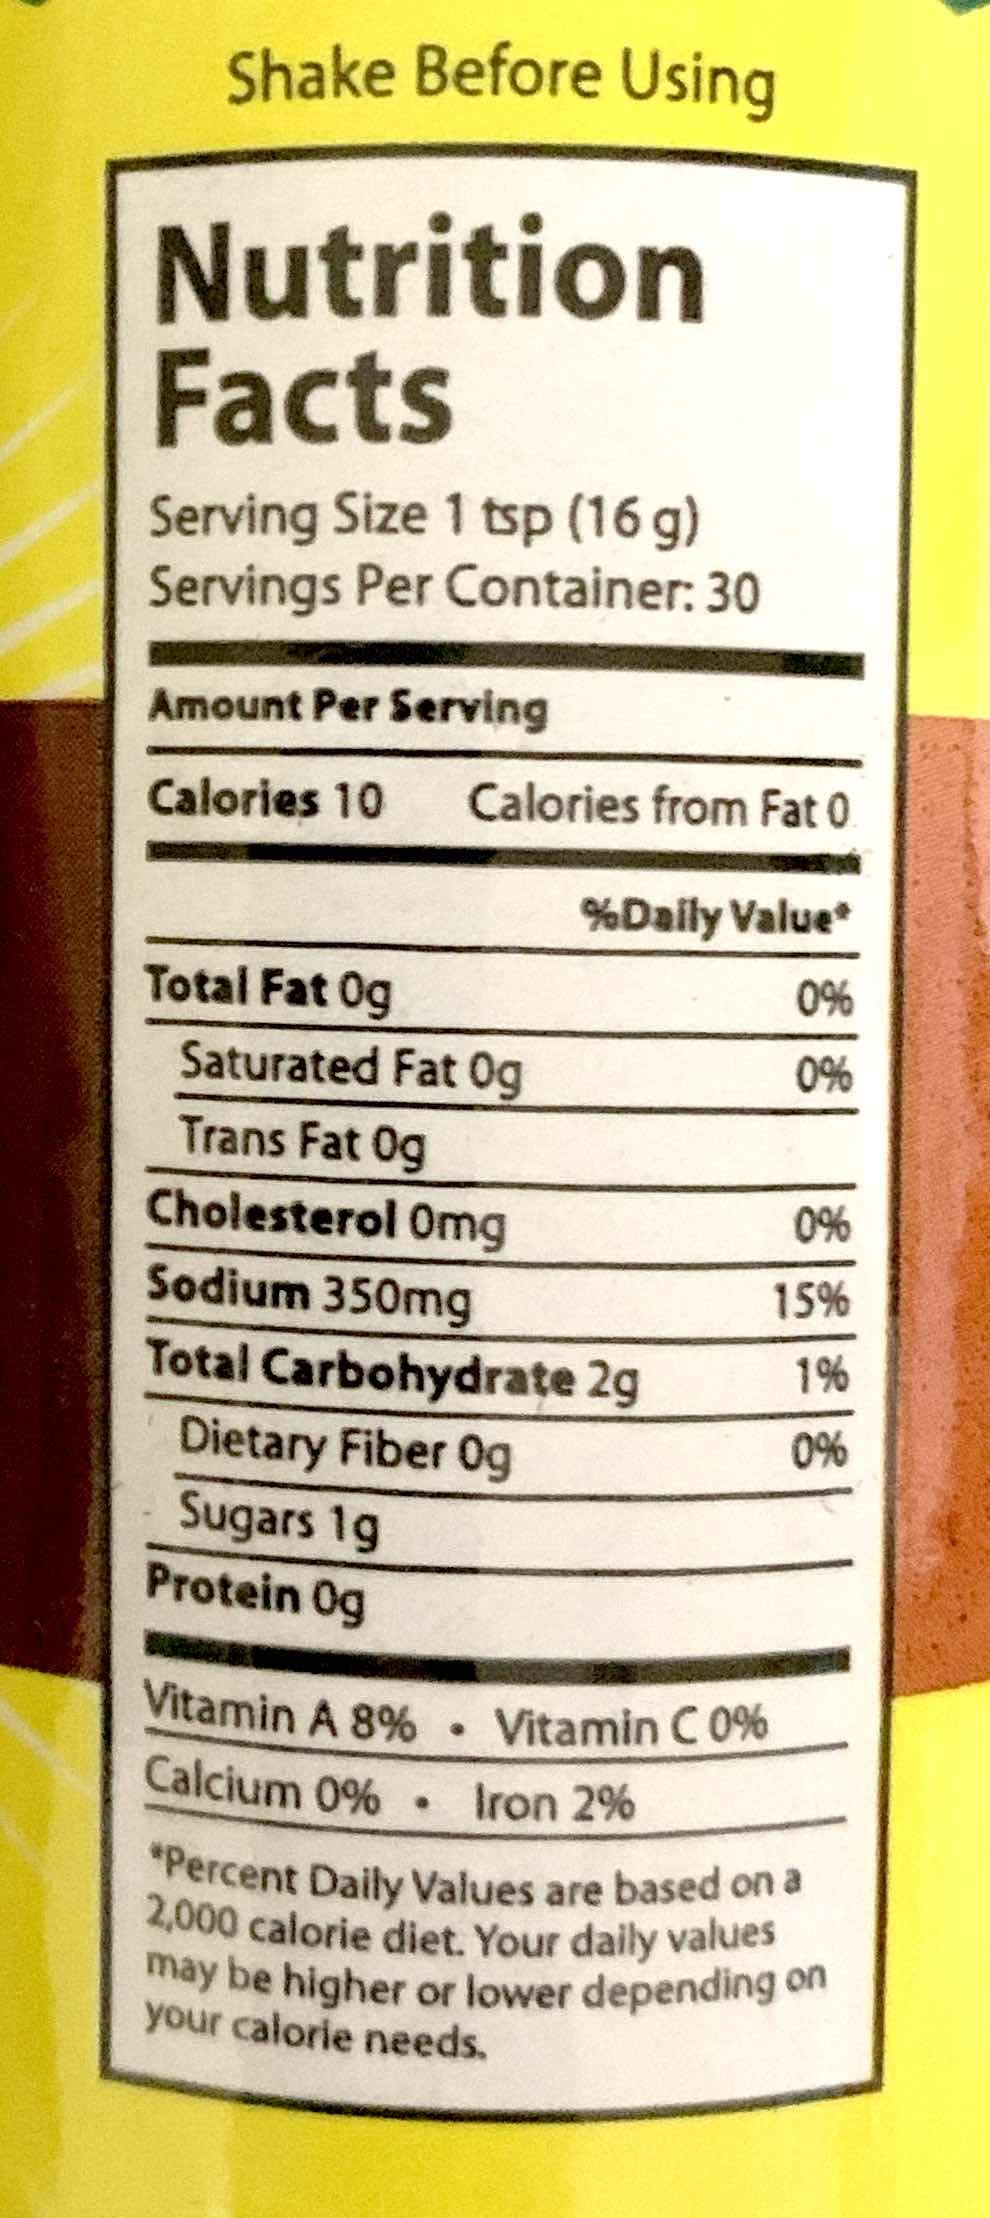 Shake Before Using
Nutrition
Facts
Serving Size 1 tsp (16 g)
Servings Per Container: 30
Amount Per Serving
Calories 10 Calories from Fat 0
%Daily Value*
Total Fat 0g 0%
Saturated Fat 0g 0%
Trans Fat 0g
Cholesterol 0mg 0%
Sodium 350mg 15%
Total Carbohydrate 2g 1%
Dietary Fiber 0g 0%
Sugars 1g
Protein 0g
Vitamin A 8% • Vitamin C 0%
Calcium 0% • Iron 2%
*Percent Daily Values are based on a
2,000 calorie diet. Your daily values
may be higher or lower depending on
your calorie needs.